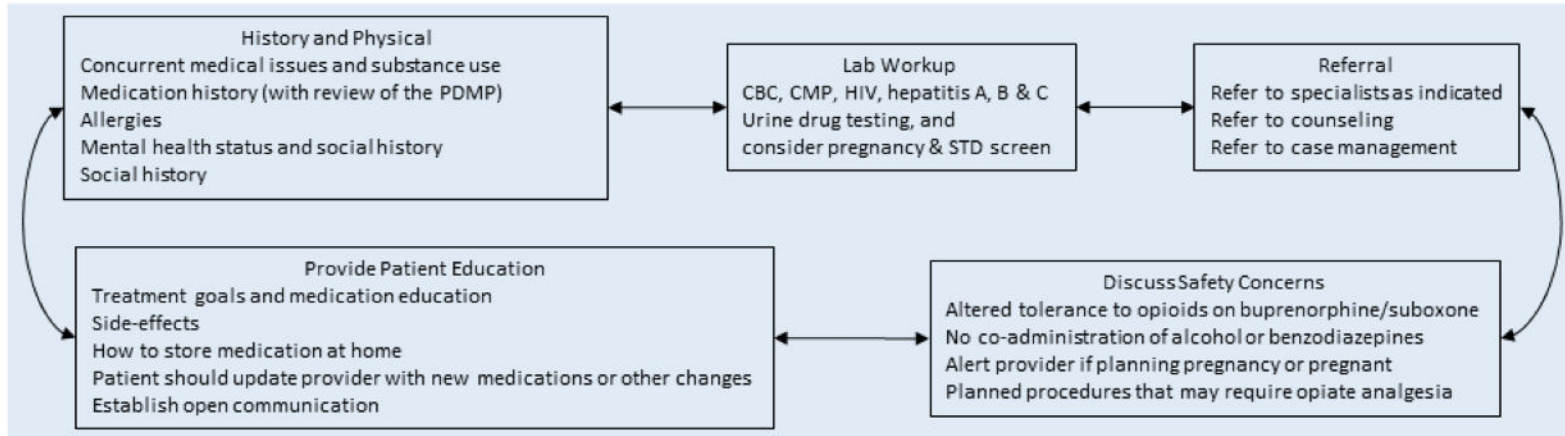 History and Physical
Concurrent medical issues and substance use
Medication history (with review of the PDMP)
Allergies
Mental health status and social history
Social history
Lab Workup
CBC, CMP, HIV, hepatitis A, B & C
Urine drug testing, and
consider pregnancy & STD screen
Referral
Refer to specialists as indicated
Refer to counseling
Refer to case management
Provide Patient Education
Treatment goals and medication education
Side-effects
How to store medication at home
Patient should update provider with new medications or other changes
Establish open communication
Discuss Safety Concerns
Altered tolerance to opioids on buprenorphine/suboxone
No co-administration of alcohol or benzodiazepines
Alert provider if planning pregnancy or pregnant
Planned procedures that may require opiate analgesia